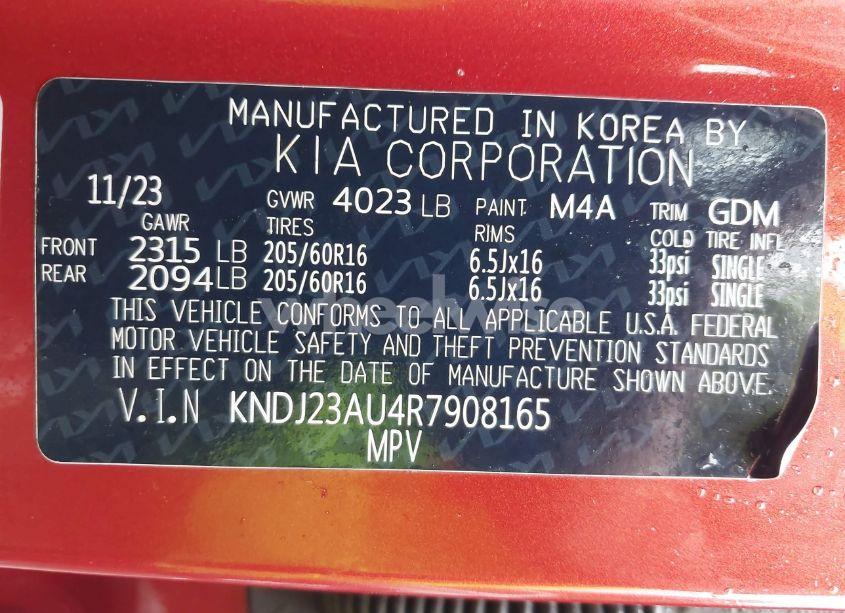 MANUFACTURED IN KOREA BY
KIA CORPORATION
11/23 GVWR 4023 LB PAINT M4A TRIM GDM
GAWR TIRES RIMS COLD TIRE INFL
FRONT 2315 LB 205/60R16 6.5Jx16 33psi SINGLE
REAR 2094 LB 205/60R16 6.5Jx16 33psi SINGLE
THIS VEHICLE CONFORMS TO ALL APPLICABLE U.S.A. FEDERAL
MOTOR VEHICLE SAFETY AND THEFT PREVENTION STANDARDS
IN EFFECT ON THE DATE OF MANUFACTURE SHOWN ABOVE.
V.I.N KNDJ23AU4R7908165
MPV
wheelwise